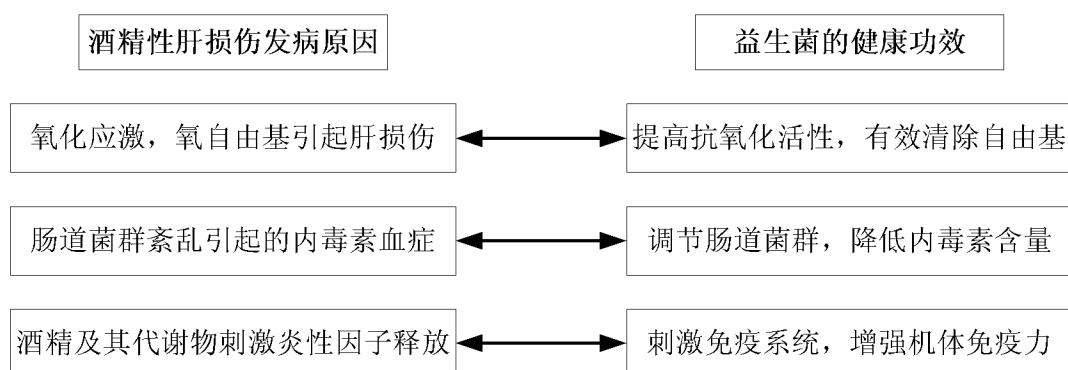 酒精性肝损伤发病原因
益生菌的健康功效
氧化应激，氧自由基引起肝损伤
提高抗氧化活性，有效清除自由基
肠道菌群紊乱引起的内毒素血症
调节肠道菌群，降低内毒素含量
酒精及其代谢物刺激炎性因子释放
刺激免疫系统，增强机体免疫力